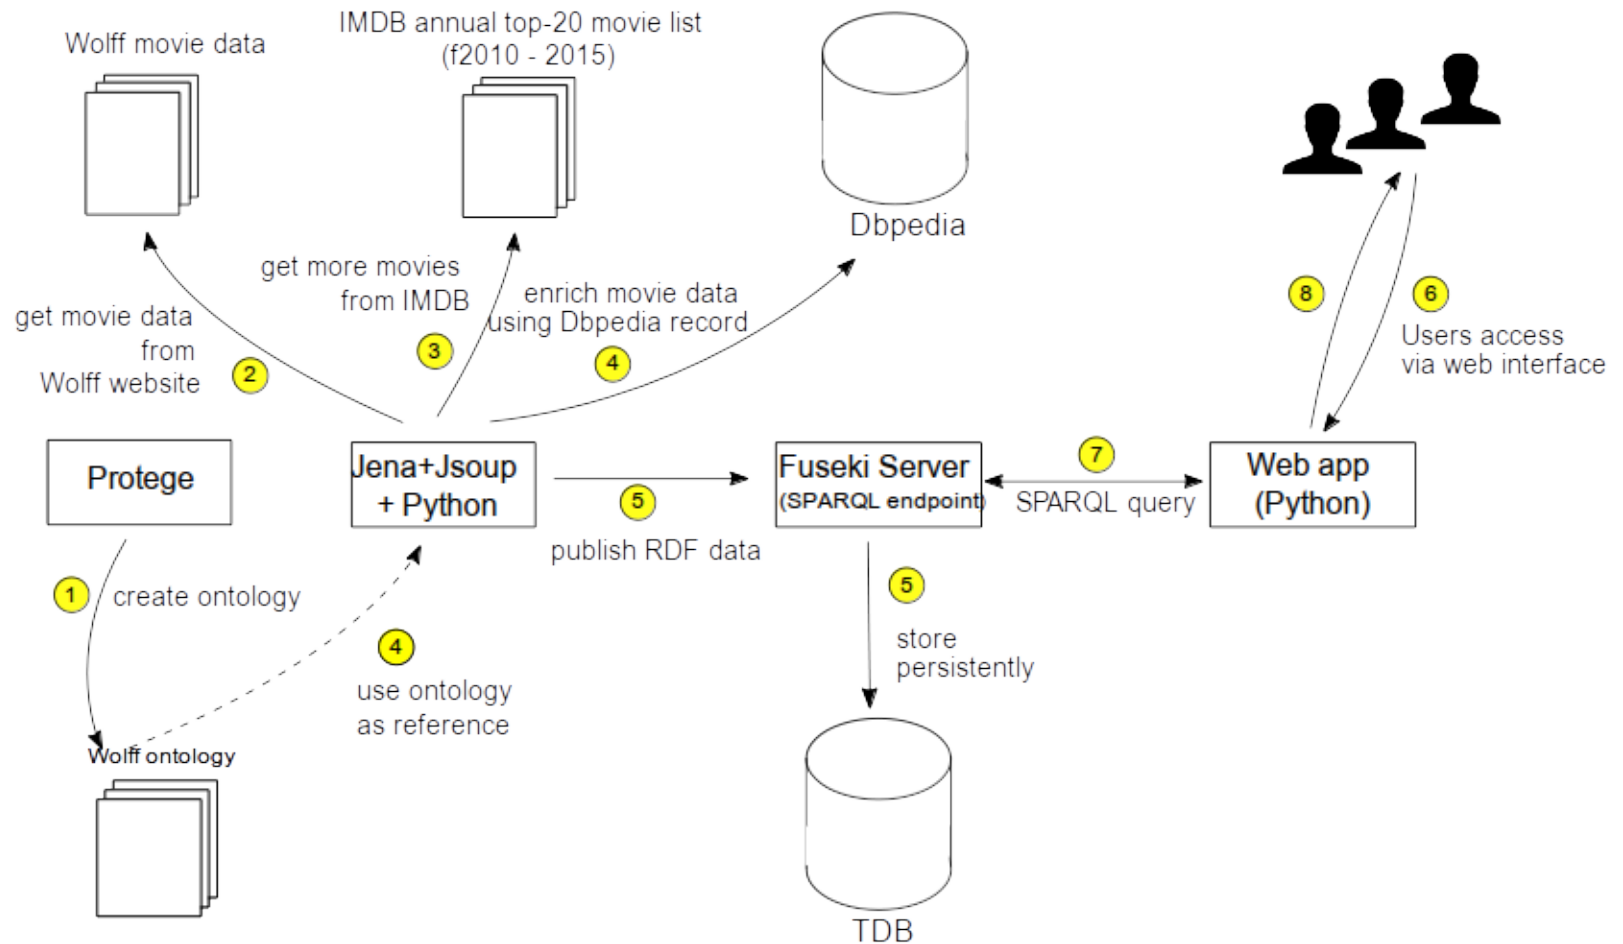 Wolff movie data
IMDB annual top-20 movie list
(f2010 - 2015)
Dbpedia
get more movies
from IMDB
enrich movie data
using Dbpedia record
get movie data
from
Wolff website
2
3
4
8
6
Users access
via web interface
Protege
Jena+Jsoup
+ Python
5
publish RDF data
Fuseki Server
(SPARQL endpoint)
7
SPARQL query
Web app
(Python)
1
create ontology
4
use ontology
as reference
5
store
persistently
Wolff ontology
TDB